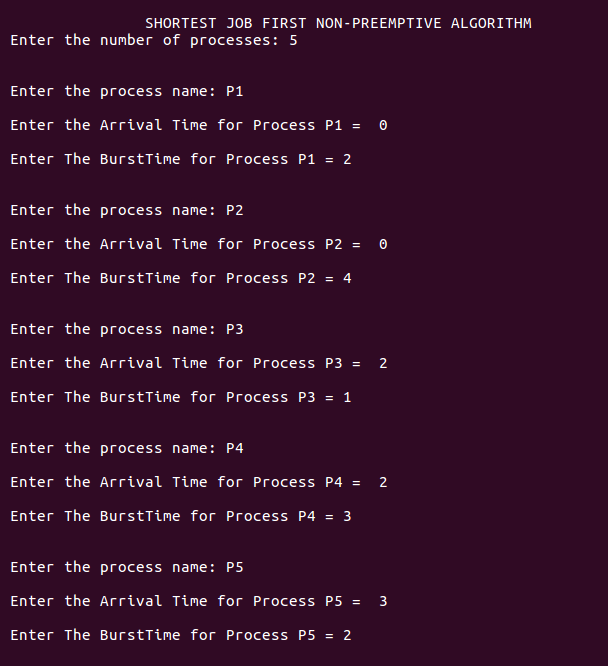 SHORTEST JOB FIRST NON-PREEMPTIVE ALGORITHM
Enter the number of processes: 5
Enter the process name: P1
Enter the Arrival Time for Process P1 =  0
Enter The BurstTime for Process P1 = 2
Enter the process name: P2
Enter the Arrival Time for Process P2 =  0
Enter The BurstTime for Process P2 = 4
Enter the process name: P3
Enter the Arrival Time for Process P3 =  2
Enter The BurstTime for Process P3 = 1
Enter the process name: P4
Enter the Arrival Time for Process P4 =  2
Enter The BurstTime for Process P4 = 3
Enter the process name: P5
Enter the Arrival Time for Process P5 =  3
Enter The BurstTime for Process P5 = 2